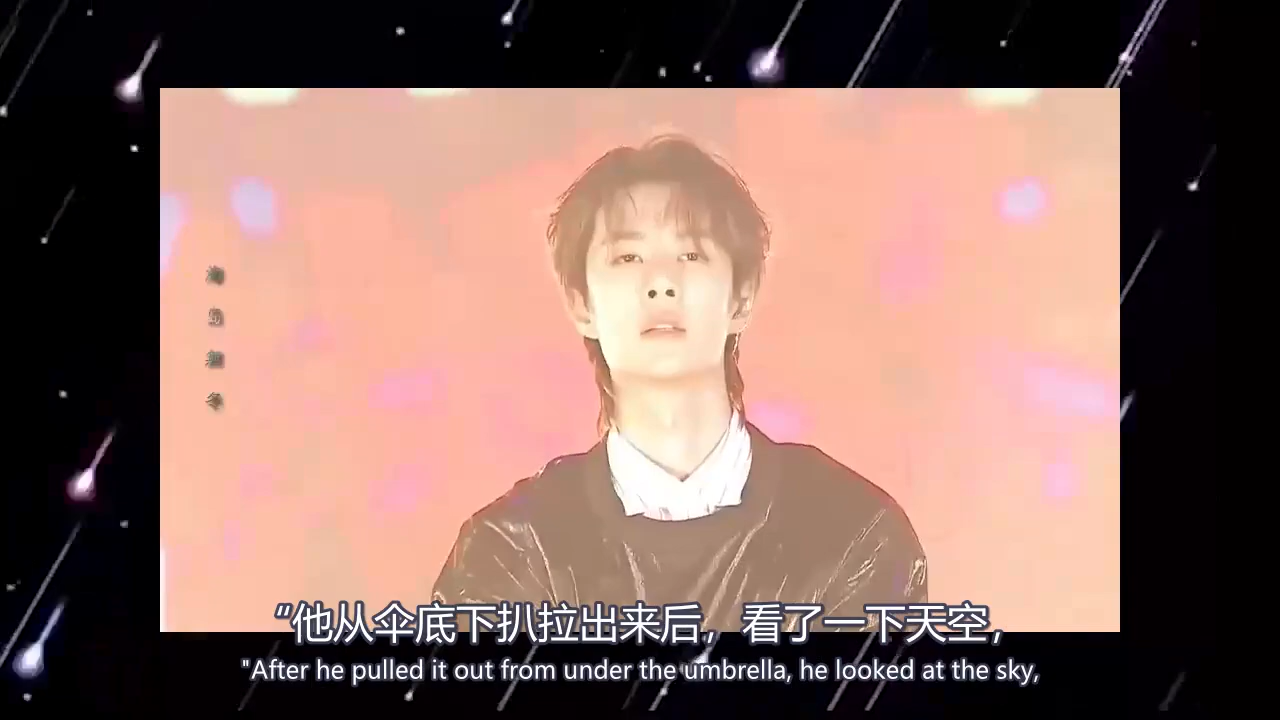 “他从伞底下扒拉出来后，看了一下天空，
"After he pulled it out from under the umbrella, he looked at the sky,